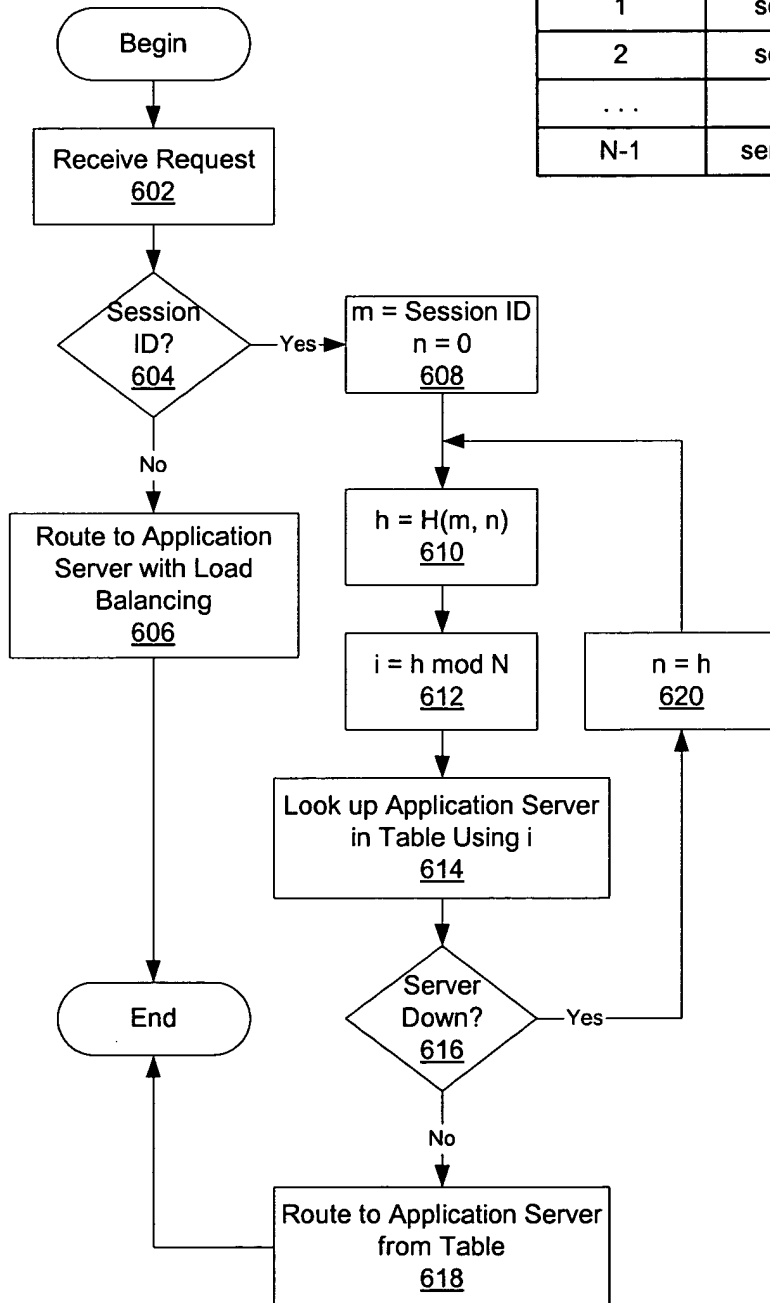 Begin
Receive Request
602
Session
ID?
604
Yes
No
Route to Application
Server with Load
Balancing
606
m = Session ID
n = 0
608
h = H(m, n)
610
i = h mod N
612
n = h
620
Look up Application Server
in Table Using i
614
Server
Down?
616
Yes
No
Route to Application Server
from Table
618
End
1
2
. . .
N-1